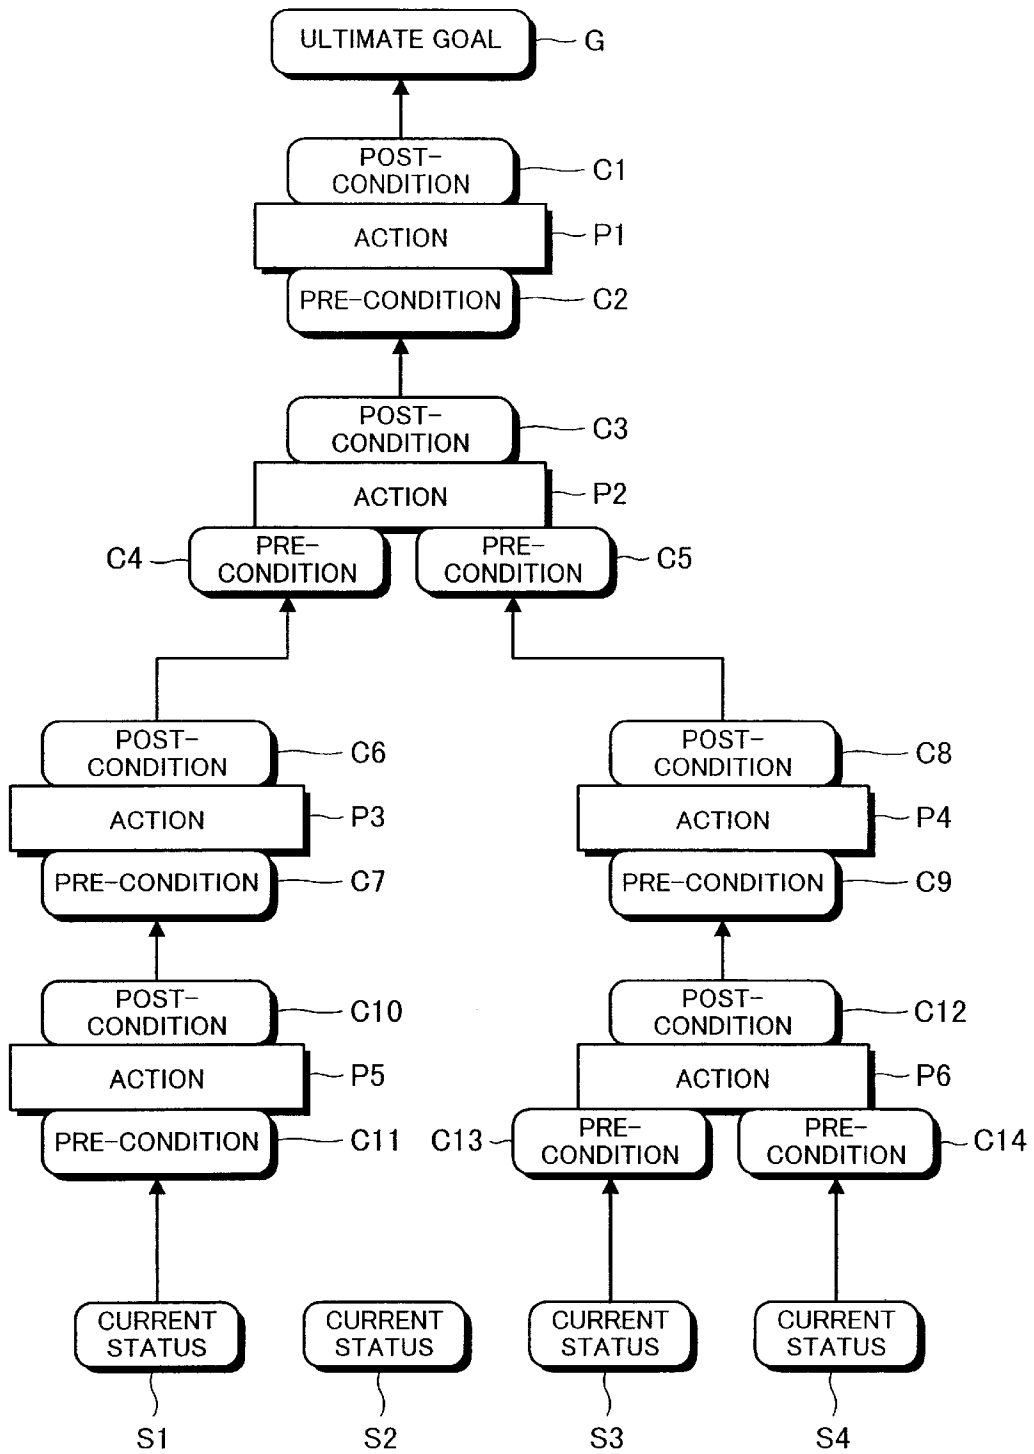 ULTIMATE GOAL
G
POST-
CONDITION
C1
ACTION
P1
PRE-CONDITION
C2
POST-
CONDITION
C3
ACTION
P2
C4
PRE-
CONDITION
PRE-
CONDITION
C5
POST-
CONDITION
C6
POST-
CONDITION
C8
ACTION
P3
ACTION
P4
PRE-CONDITION
C7
PRE-CONDITION
C9
POST-
CONDITION
C10
POST-
CONDITION
C12
ACTION
P5
ACTION
P6
PRE-CONDITION
C11
C13
PRE-
CONDITION
PRE-
CONDITION
C14
CURRENT
STATUS
CURRENT
STATUS
CURRENT
STATUS
CURRENT
STATUS
S1
S2
S3
S4